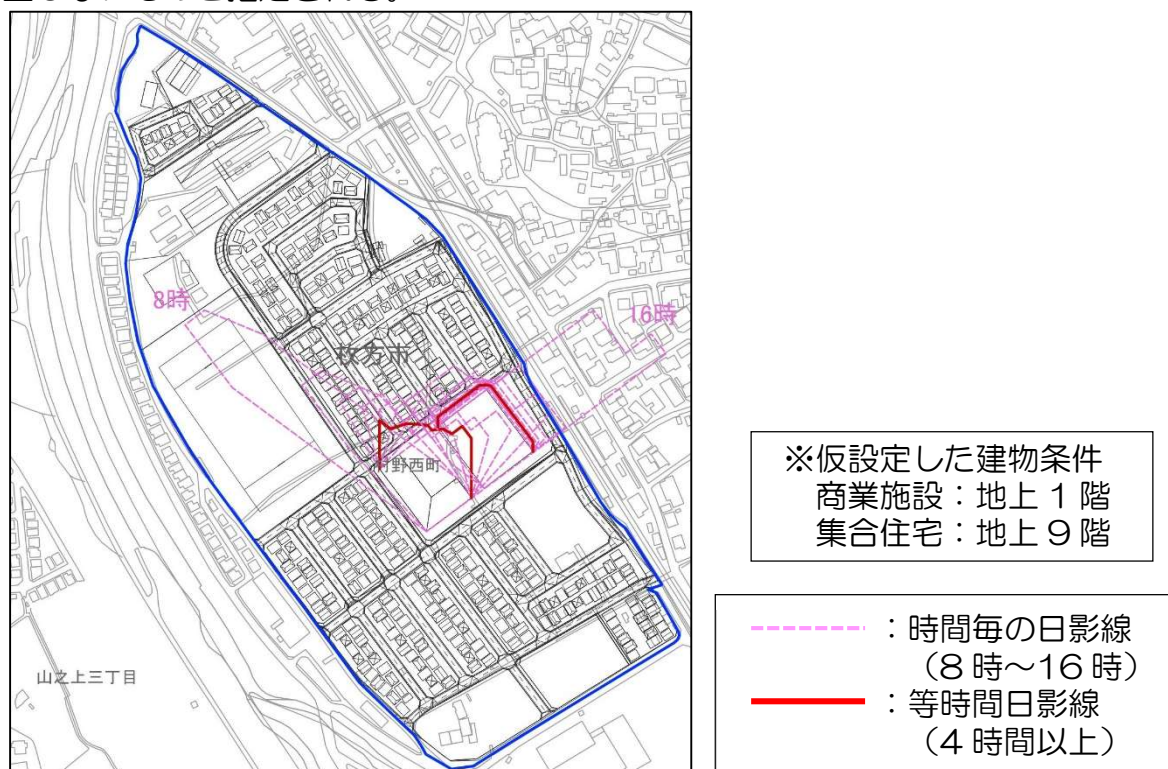 8時
16時
枚方市
村野西町
山之上三丁目
※仮設定した建物条件
商業施設：地上1階
集合住宅：地上9階
：時間毎の日影線
（8時～16時）
：等時間日影線
（4時間以上）